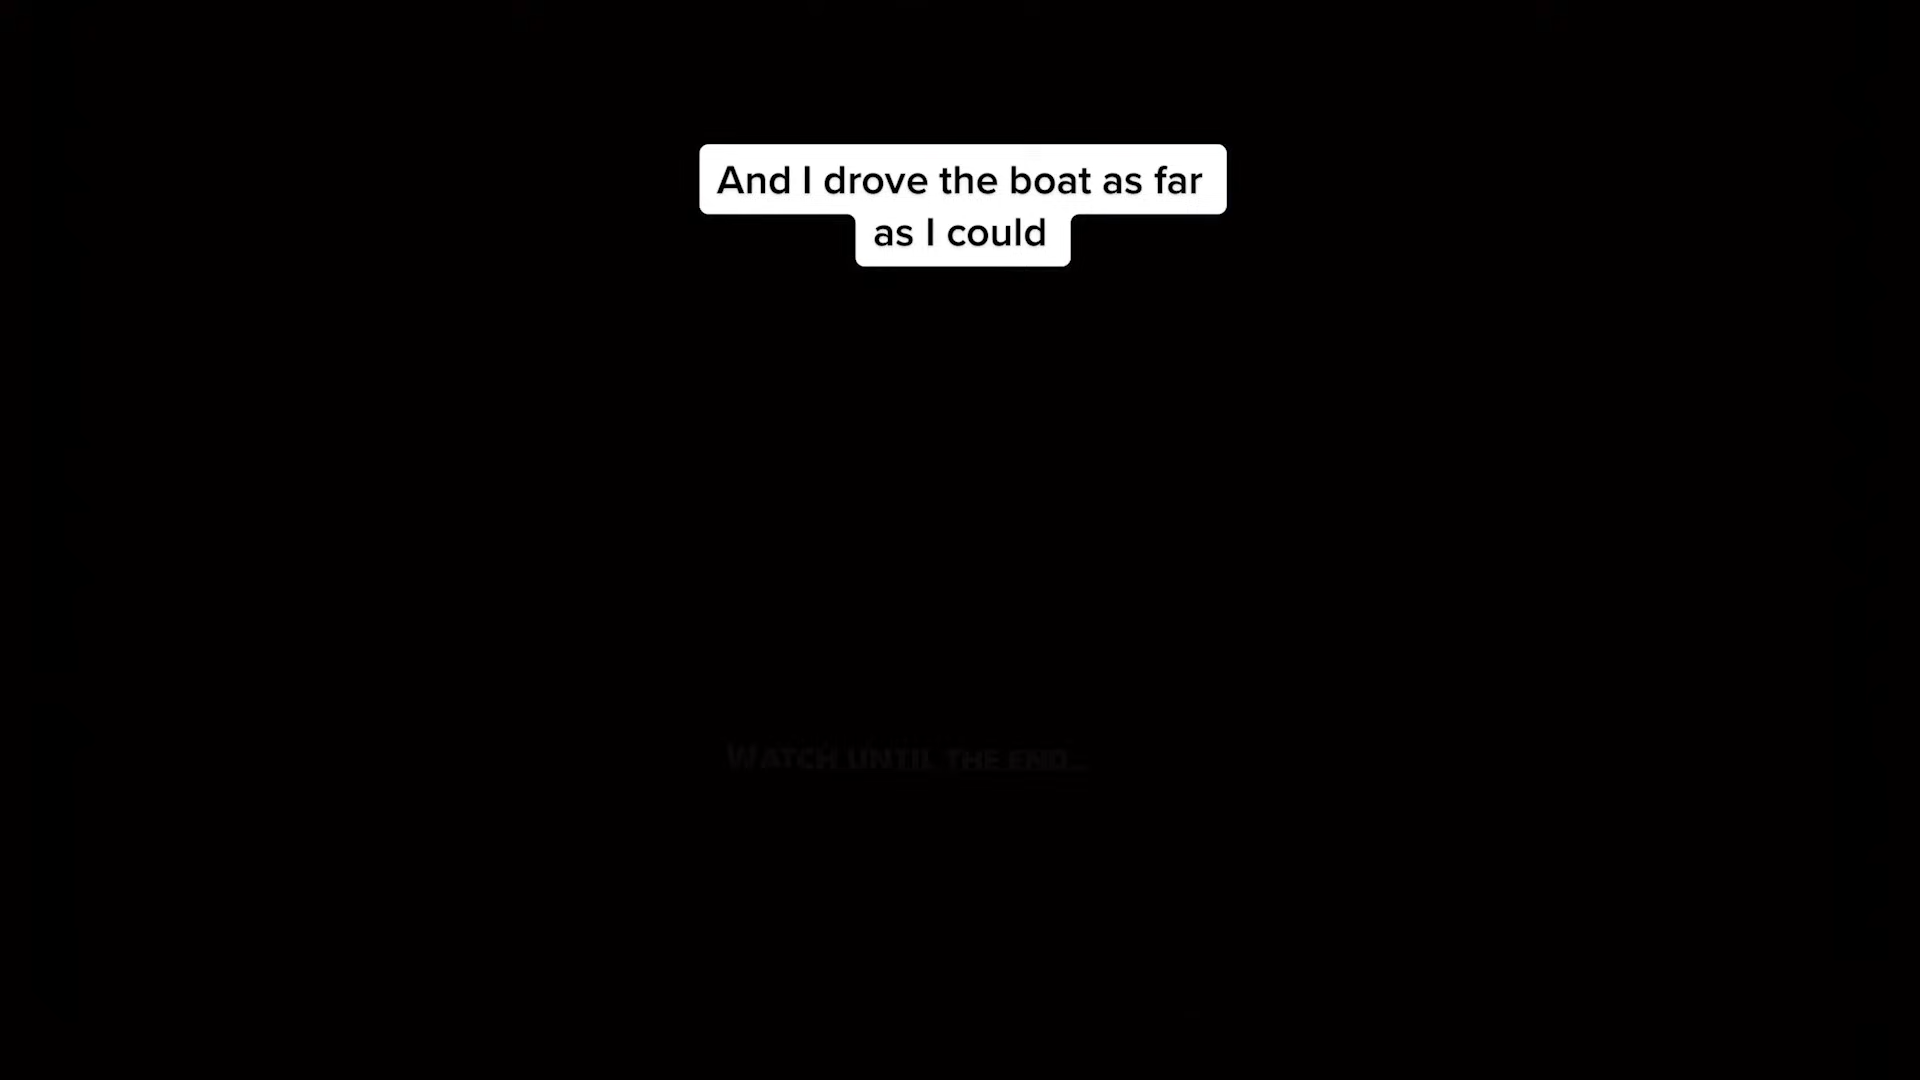 And I drove the boat as far
as I could
WATCH UNTIL THE END...